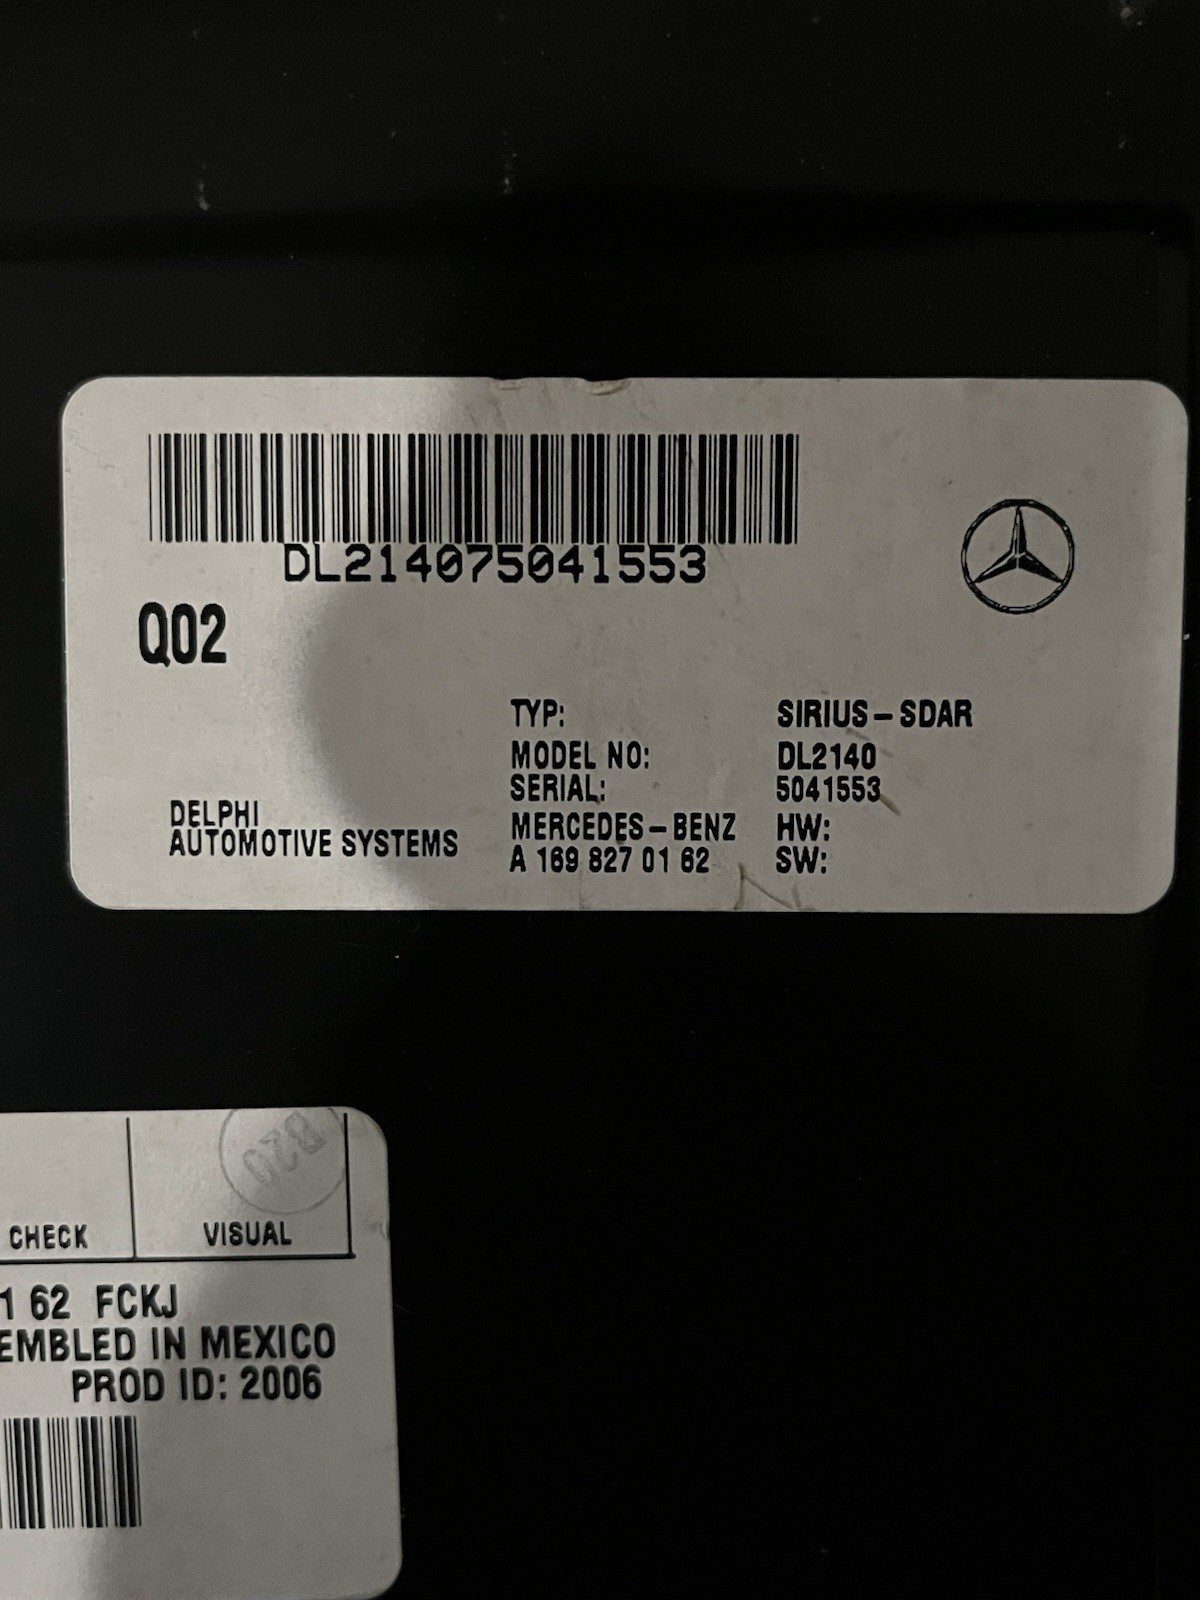 DL214075041553
Q02
TYP: SIRIUS-SDAR
MODEL NO: DL2140
SERIAL: 5041553
MERCEDES-BENZ HW:
A 169 827 01 62 SW:
DELPHI
AUTOMOTIVE SYSTEMS
B20
CHECK VISUAL
1 62 FCKJ
EMBLED IN MEXICO
PROD ID: 2006